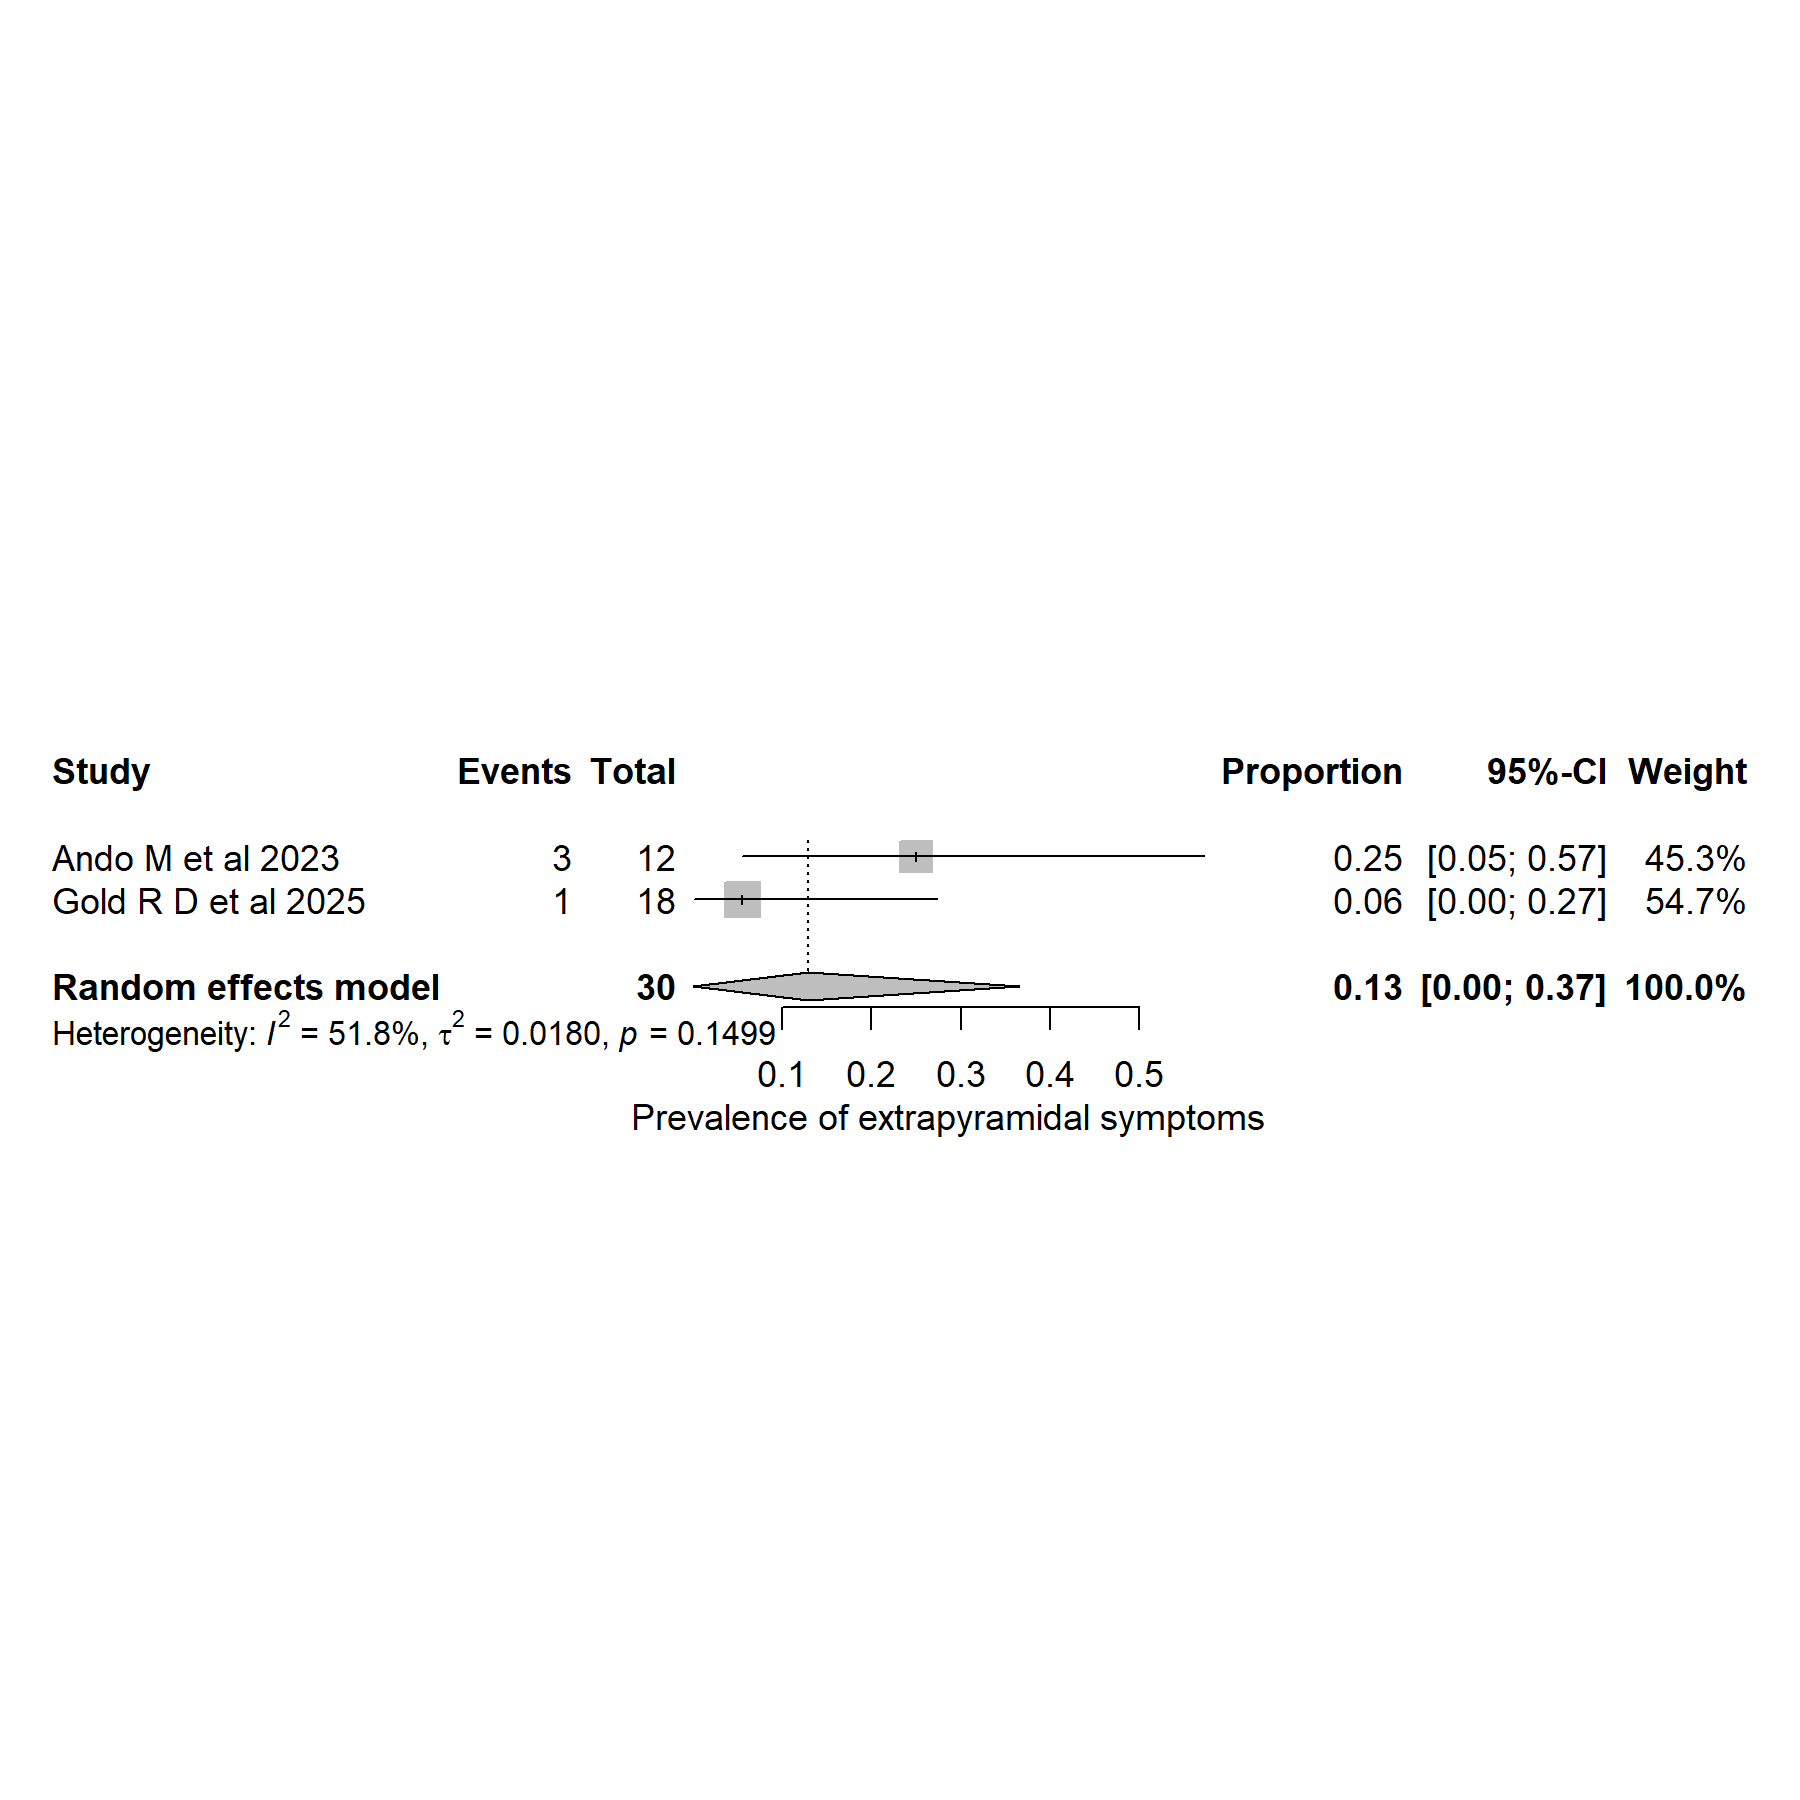 Study Events Total Proportion 95%-CI Weight
Ando M et al 2023 3 12 0.25 [0.05; 0.57] 45.3%
Gold R D et al 2025 1 18 0.06 [0.00; 0.27] 54.7%
Random effects model 30 0.13 [0.00; 0.37] 100.0%
Heterogeneity: I² = 51.8%, τ² = 0.0180, p = 0.1499
0.1 0.2 0.3 0.4 0.5
Prevalence of extrapyramidal symptoms